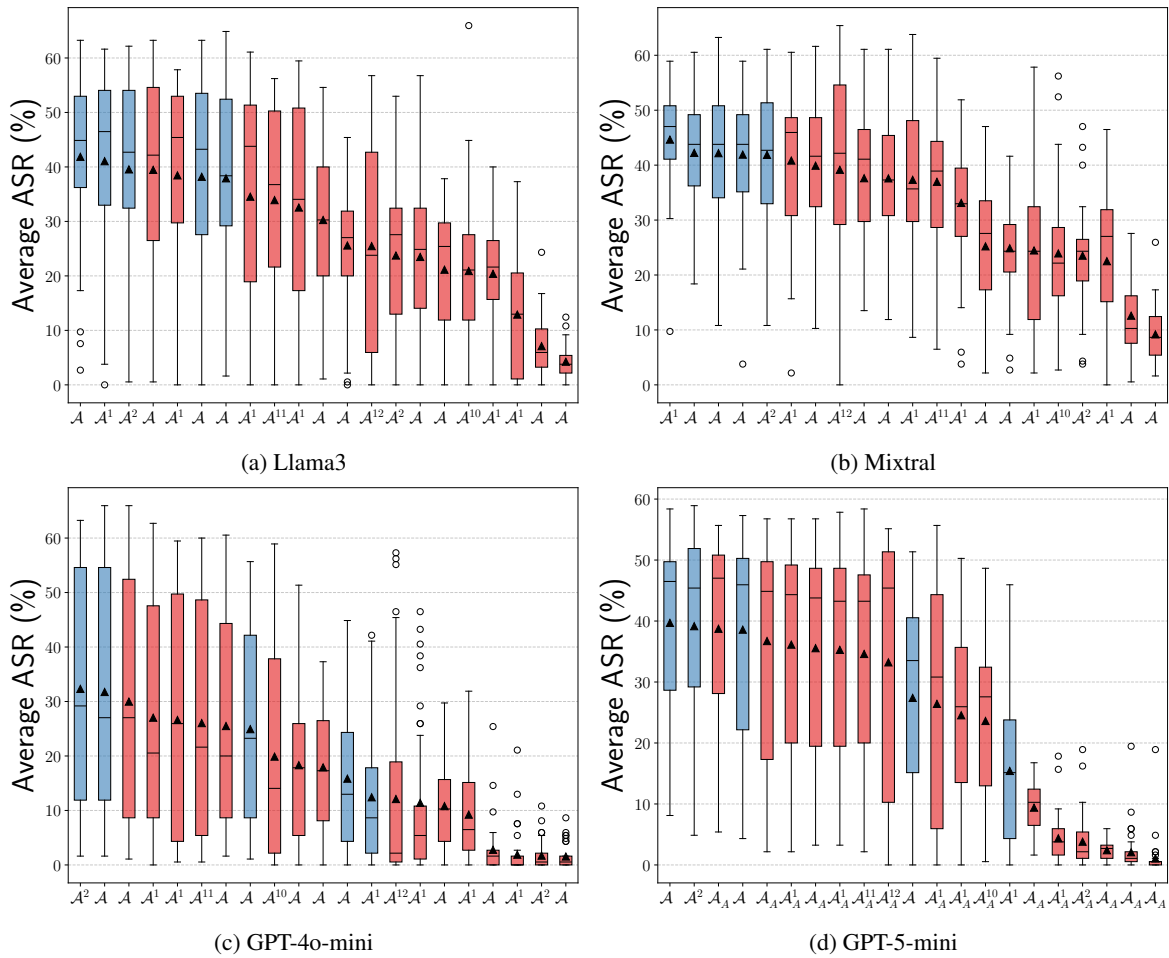 Average ASR (%)
60
50
40
30
20
10
0
𝒜 𝒜¹ 𝒜² 𝒜 𝒜¹ 𝒜 𝒜 𝒜¹ 𝒜¹¹ 𝒜¹ 𝒜 𝒜 𝒜¹² 𝒜² 𝒜 𝒜 𝒜¹⁰ 𝒜¹ 𝒜¹ 𝒜 𝒜
(a) Llama3
Average ASR (%)
60
50
40
30
20
10
0
𝒜¹ 𝒜 𝒜 𝒜 𝒜² 𝒜¹ 𝒜 𝒜¹² 𝒜 𝒜 𝒜¹ 𝒜¹¹ 𝒜¹ 𝒜 𝒜 𝒜¹ 𝒜¹⁰ 𝒜² 𝒜¹ 𝒜 𝒜
(b) Mixtral
Average ASR (%)
60
50
40
30
20
10
0
𝒜² 𝒜 𝒜 𝒜¹ 𝒜¹ 𝒜¹¹ 𝒜 𝒜 𝒜¹⁰ 𝒜 𝒜 𝒜 𝒜¹ 𝒜¹² 𝒜 𝒜 𝒜¹ 𝒜 𝒜¹ 𝒜² 𝒜
(c) GPT-4o-mini
Average ASR (%)
60
50
40
30
20
10
0
𝒜 𝒜² 𝒜_A 𝒜 𝒜_A 𝒜¹_A 𝒜_A 𝒜¹_A 𝒜¹¹_A 𝒜¹²_A 𝒜 𝒜¹_A 𝒜_A 𝒜¹⁰_A 𝒜¹ 𝒜_A 𝒜¹_A 𝒜²_A 𝒜_A 𝒜_A 𝒜_A
(d) GPT-5-mini